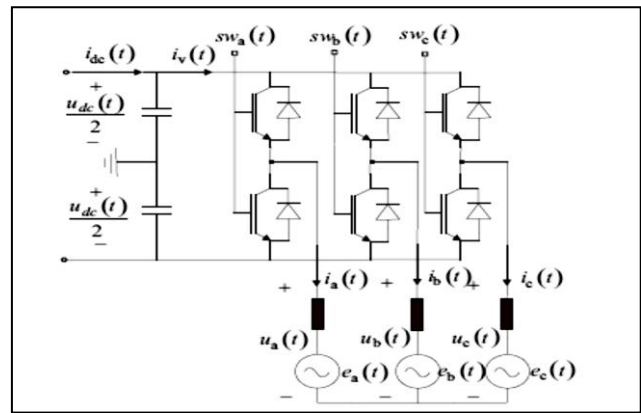 sw_a(t) sw_b(t) sw_c(t)
i_dc(t) i_v(t)
+
u_dc(t)
2
−
+
u_dc(t)
2
−
+ i_a(t) + i_b(t) + i_c(t)
u_a(t) u_b(t) u_c(t)
e_a(t) e_b(t) e_c(t)
− − −